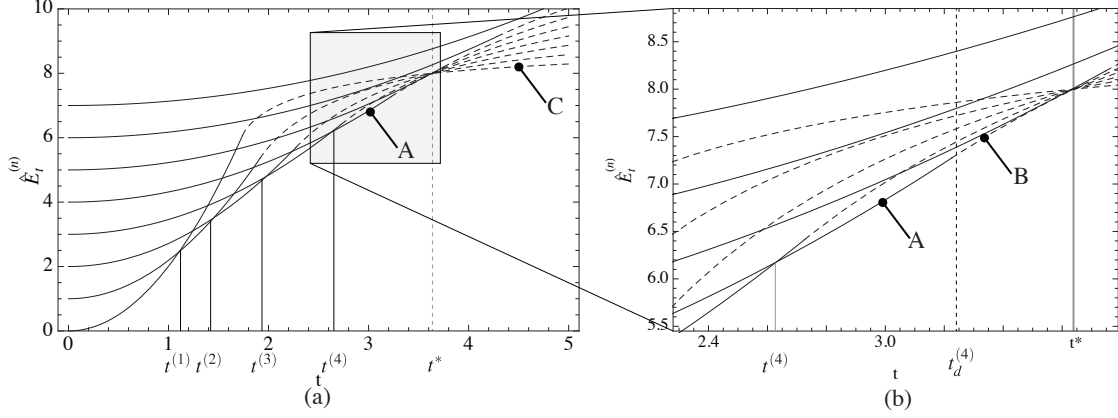 10
8
6
4
2
0
Ê_t^(n)
A
C
0 1 2 3 4 5
t^(1) t^(2) t^(3) t^(4) t*
t
(a)
8.5
8.0
7.5
7.0
6.5
6.0
5.5
Ê_t^(n)
A
B
2.4 3.0
t^(4) t t_d^(4) t*
(b)